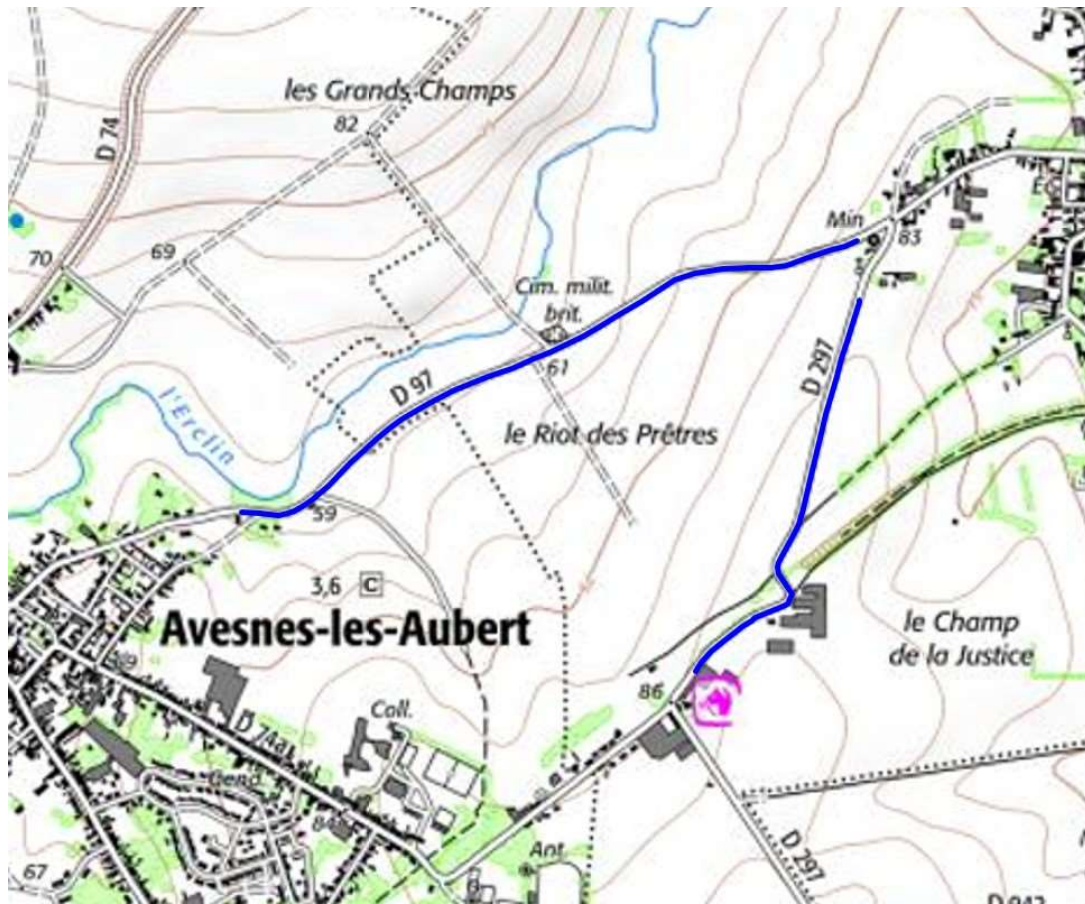 les Grands Champs
82
D 74
Min
Éc
83
69
70
Cim. milit.
brit.
61
D 97
D 297
l'Erclin
le Riot des Prêtres
59
3,6 C
Avesnes-les-Aubert
le Champ
de la Justice
86
Coll.
D 74a
Gend
84
Ant
D 297
67
D 942